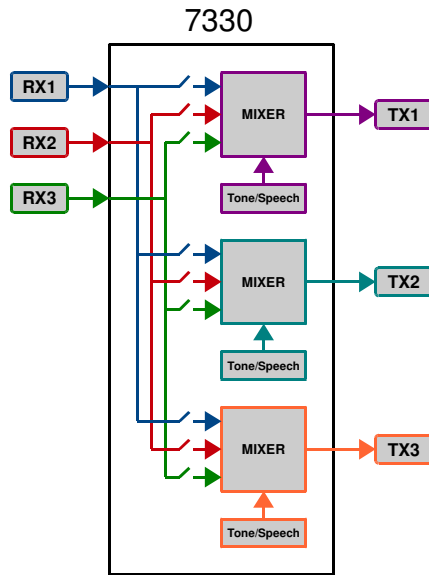 7330
RX1
MIXER
TX1
RX2
RX3
Tone/Speech
MIXER
TX2
Tone/Speech
MIXER
TX3
Tone/Speech